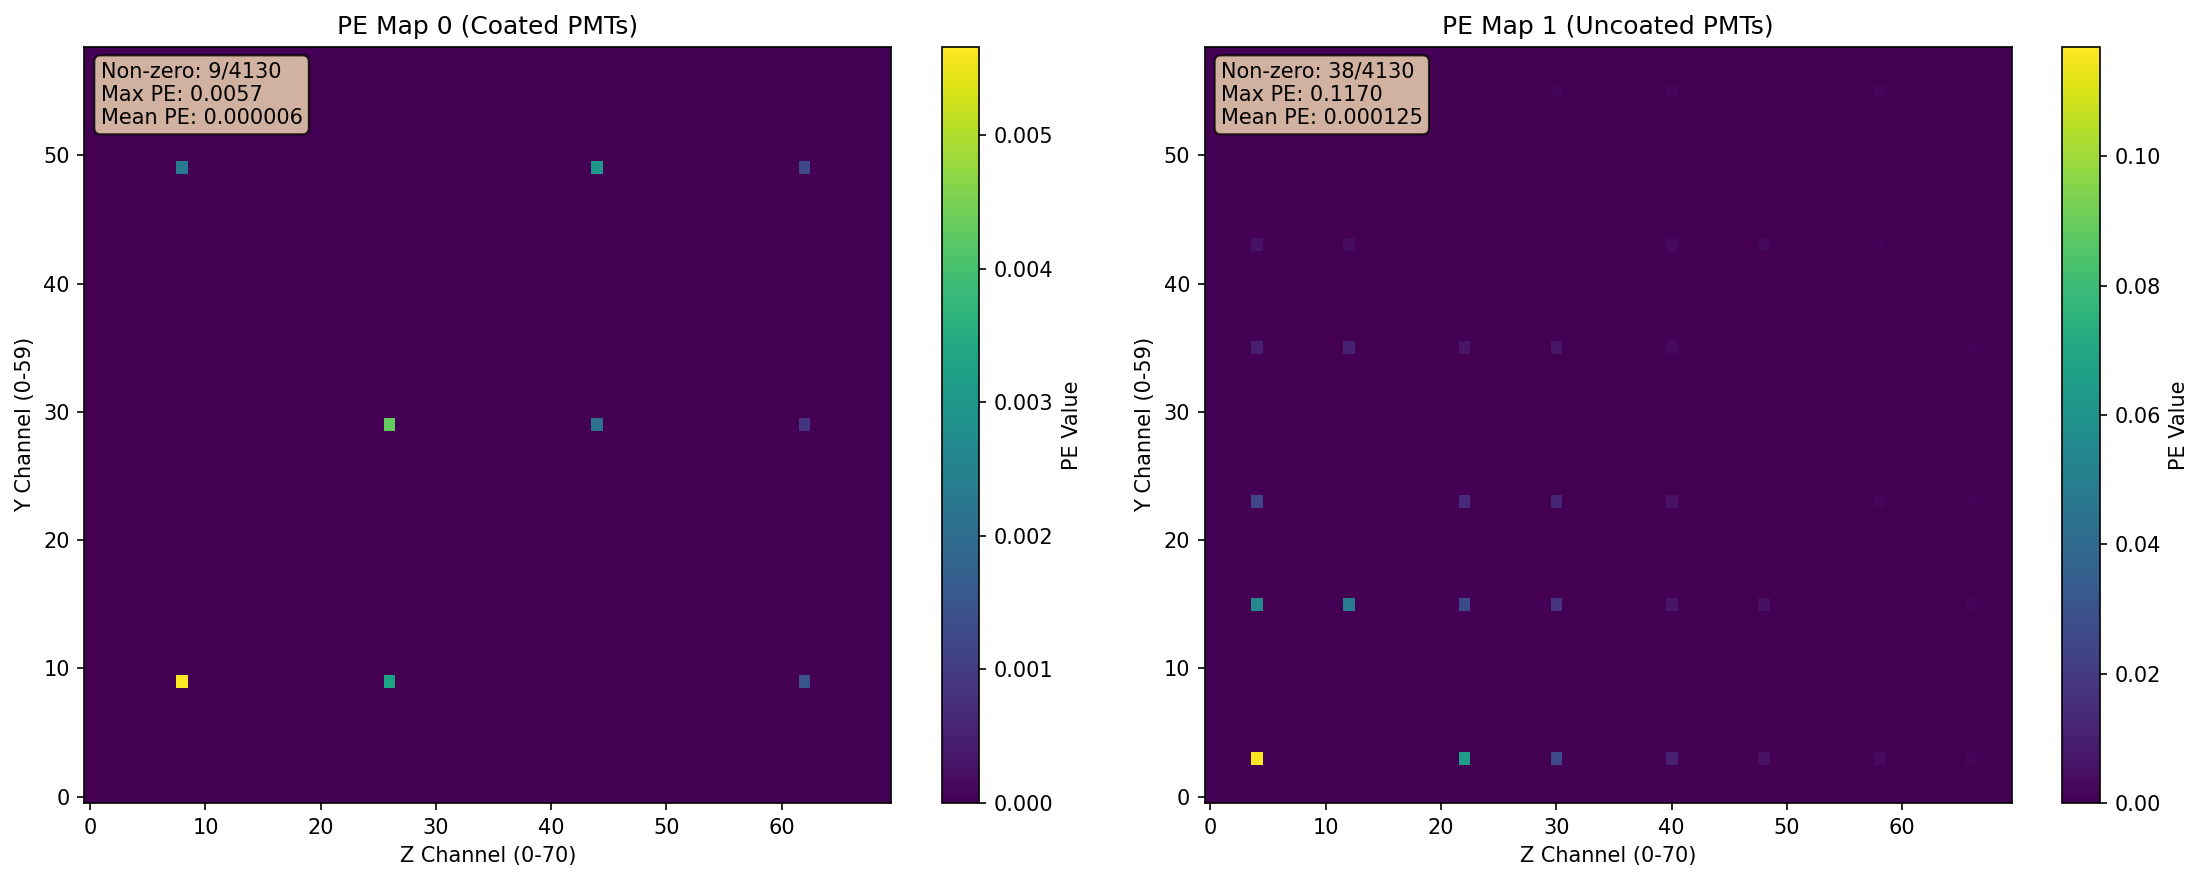 PE Map 0 (Coated PMTs)
Non-zero: 9/4130
Max PE: 0.0057
Mean PE: 0.000006
50
40
30
20
10
0
Y Channel (0-59)
0 10 20 30 40 50 60
Z Channel (0-70)
0.005
0.004
0.003
0.002
0.001
0.000
PE Value
PE Map 1 (Uncoated PMTs)
Non-zero: 38/4130
Max PE: 0.1170
Mean PE: 0.000125
50
40
30
20
10
0
Y Channel (0-59)
0 10 20 30 40 50 60
Z Channel (0-70)
0.10
0.08
0.06
0.04
0.02
0.00
PE Value